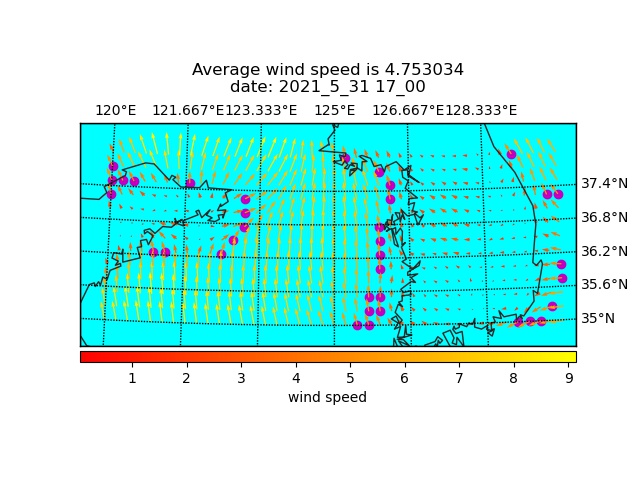 Average wind speed is 4.753034
date: 2021_5_31 17_00
120°E 121.667°E 123.333°E 125°E 126.667°E 128.333°E
37.4°N
36.8°N
36.2°N
35.6°N
35°N
1 2 3 4 5 6 7 8 9
wind speed